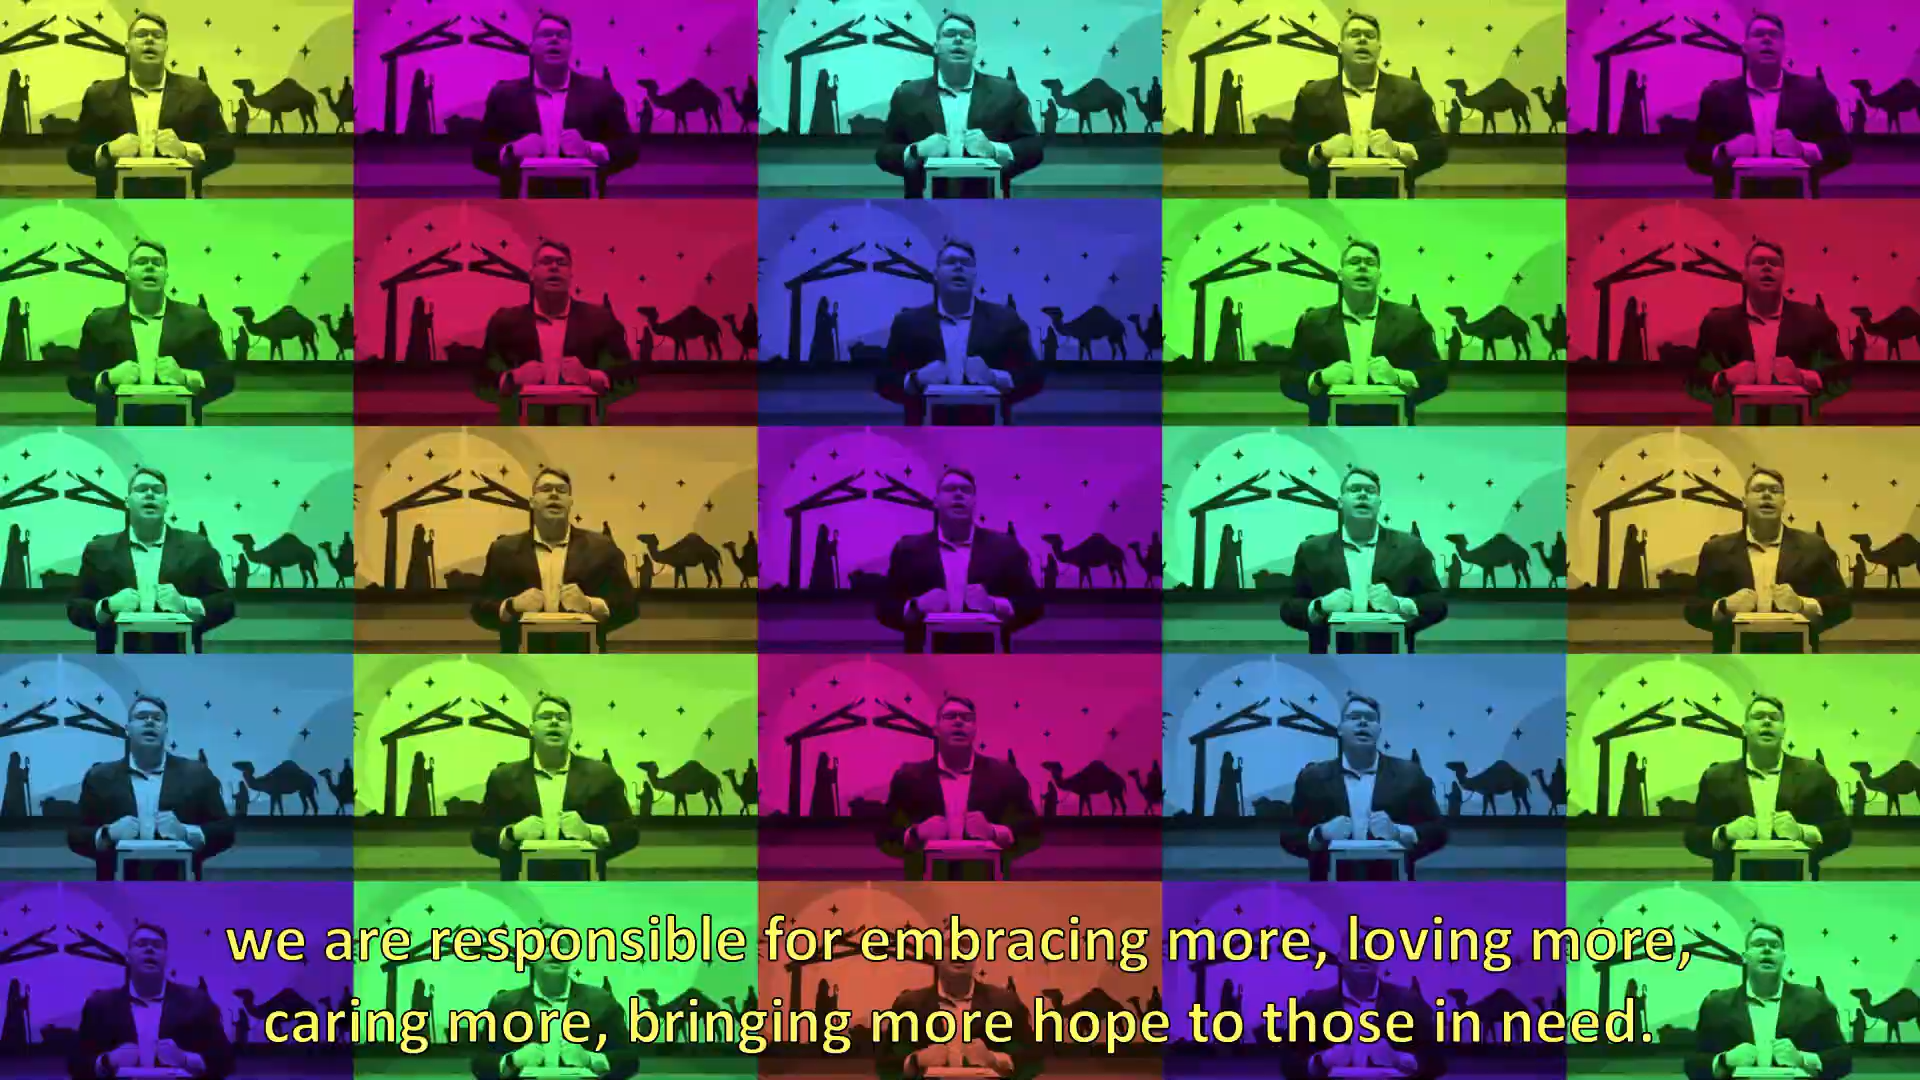 we are responsible for embracing more, loving more,
caring more, bringing more hope to those in need.